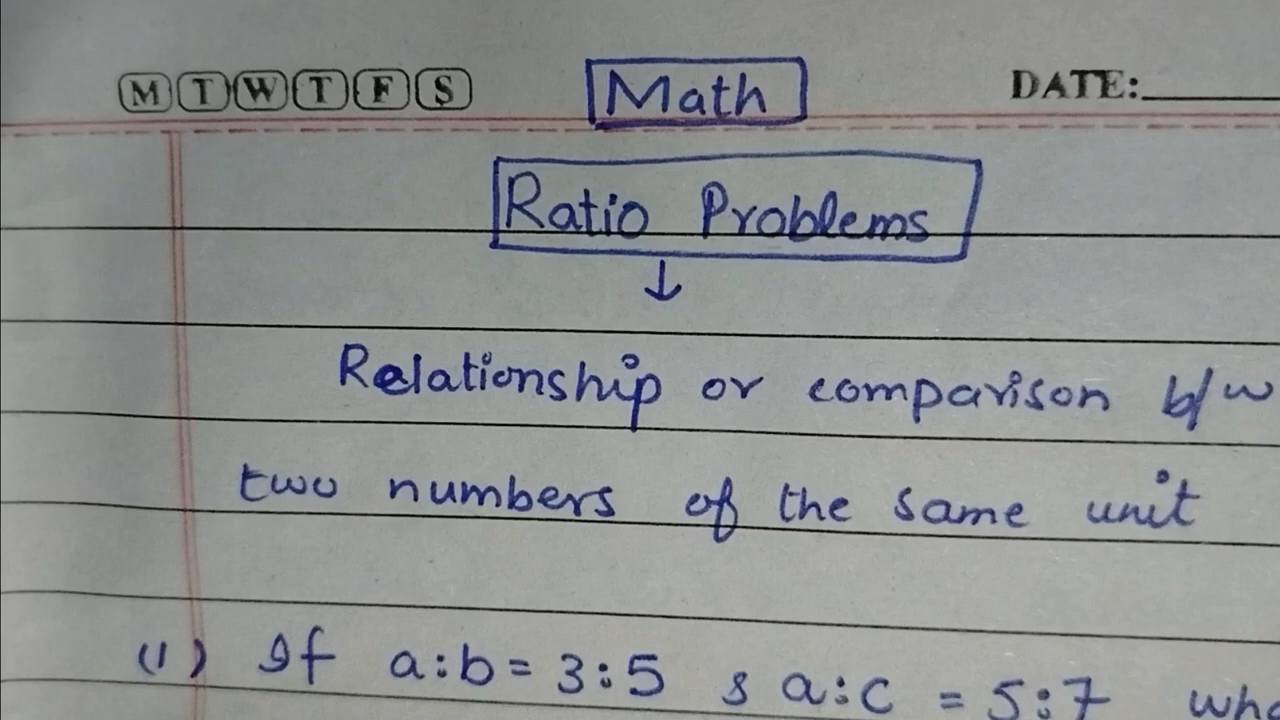 M T W T F S Math DATE:
Ratio Problems
↓
Relationship or comparison b/w
two numbers of the same unit
(1) If a:b = 3:5 & a:c = 5:7